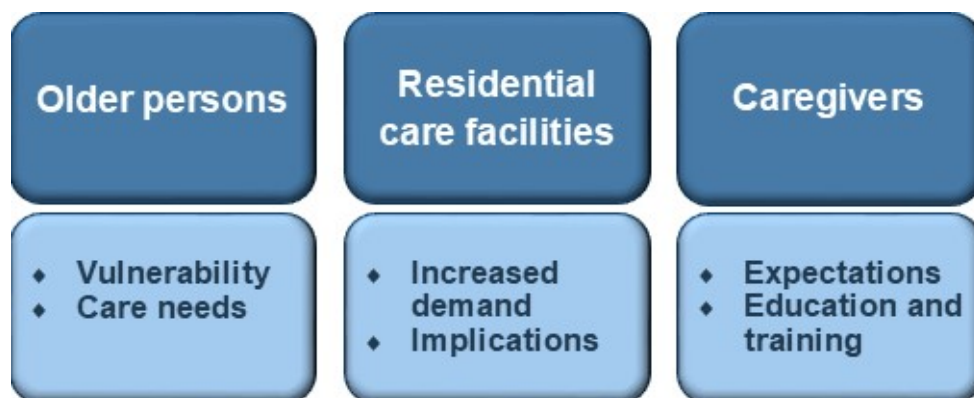 Older persons
Residential
care facilities
Caregivers
♦ Vulnerability
♦ Care needs
♦ Increased
demand
♦ Implications
♦ Expectations
♦ Education and
training